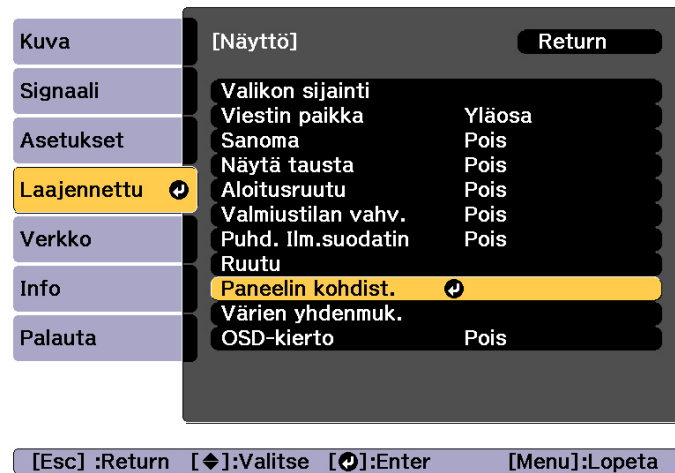 Kuva
Signaali
Asetukset
Laajennettu
Verkko
Info
Palauta
[Näyttö] Return
Valikon sijainti
Viestin paikka Yläosa
Sanoma Pois
Näytä tausta Pois
Aloitusruutu Pois
Valmiustilan vahv. Pois
Puhd. Ilm.suodatin Pois
Ruutu
Paneelin kohdist.
Värien yhdenmuk.
OSD-kierto Pois
[Esc] :Return [◆]:Valitse [↵]:Enter [Menu]:Lopeta